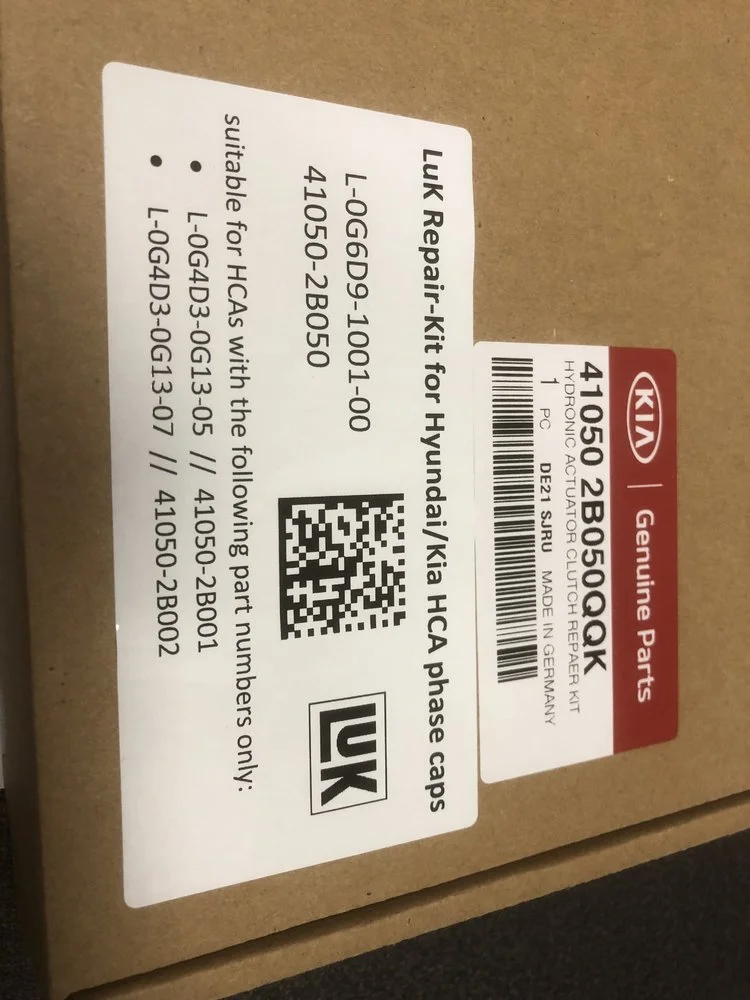 KIA | Genuine Parts
41050 2B050QQK
HYDRONIC ACTUATOR CLUTCH REPAER KIT
1 PC DE21 SJRU MADE IN GERMANY
LuK Repair-Kit for Hyundai/Kia HCA phase caps
L-0G6D9-1001-00
41050-2B050
LUK
suitable for HCAs with the following part numbers only:
• L-0G4D3-0G13-05 // 41050-2B001
• L-0G4D3-0G13-07 // 41050-2B002